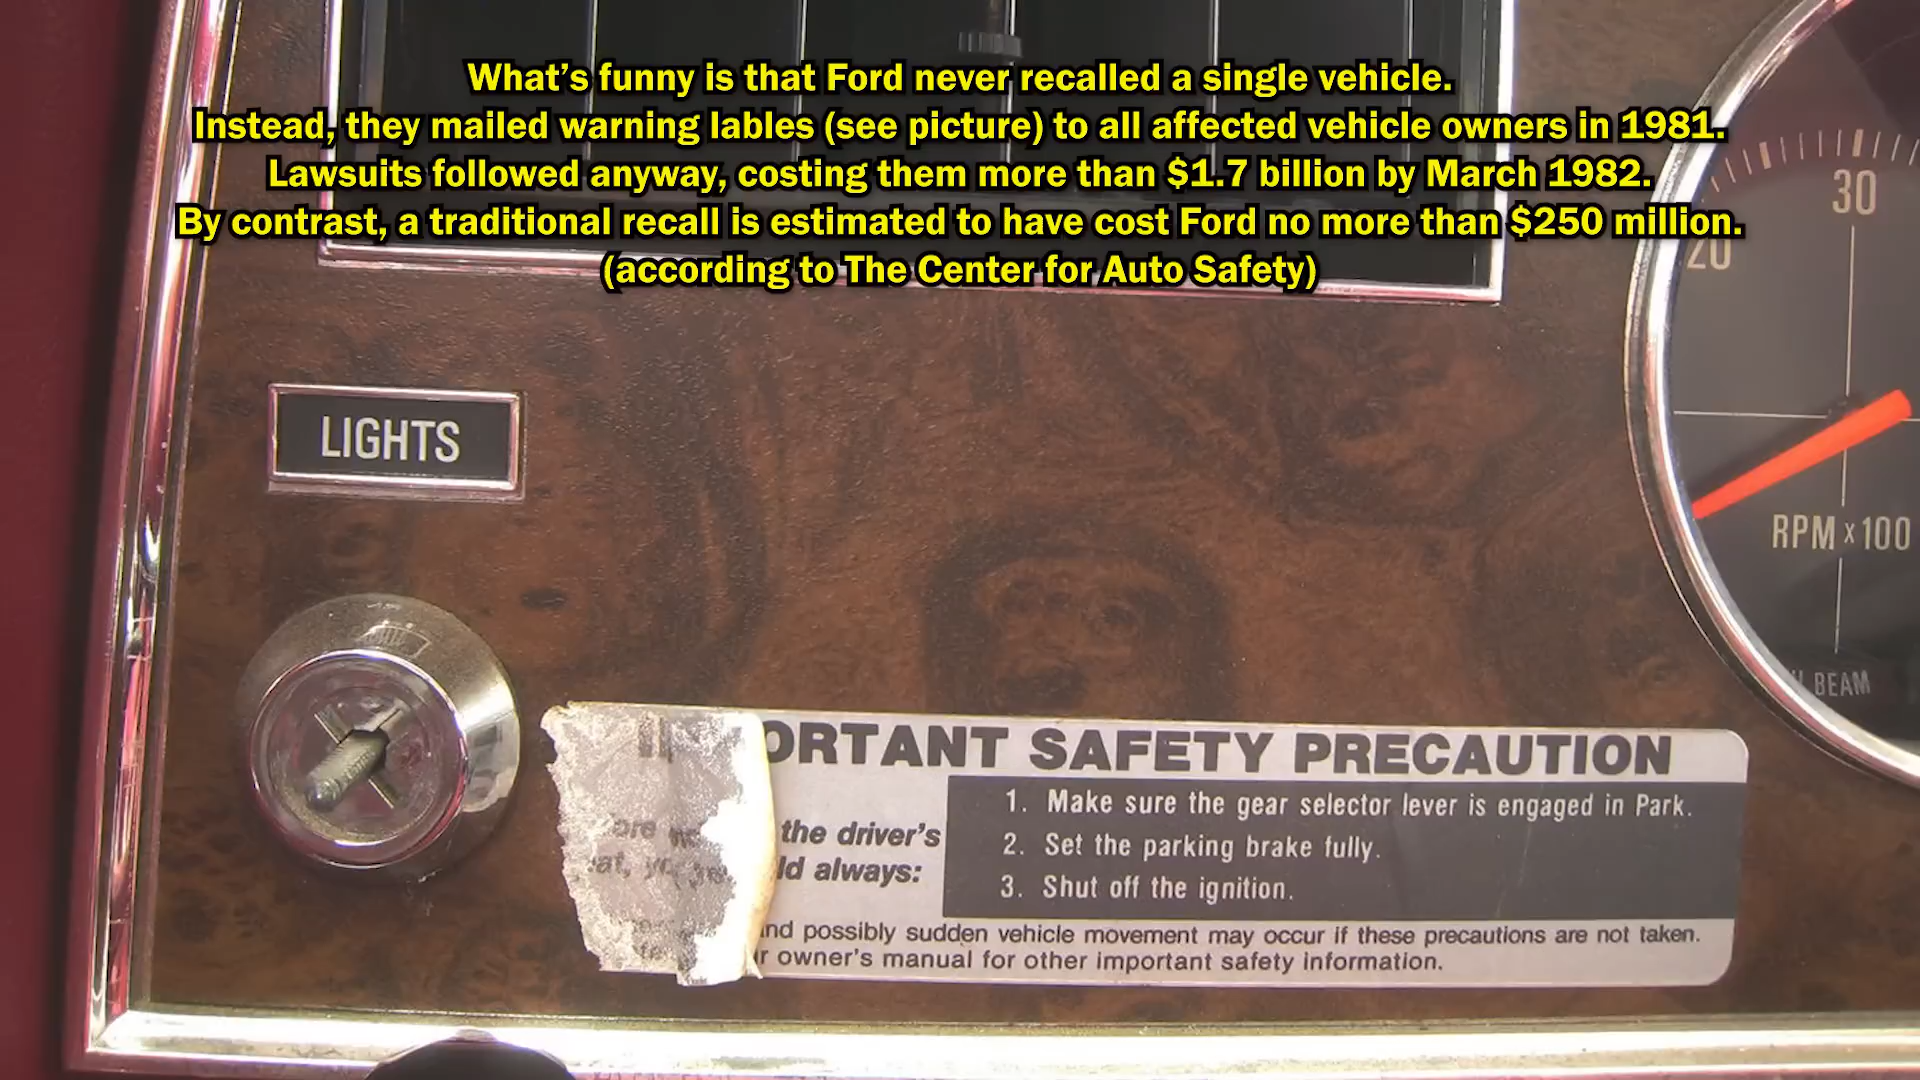 What's funny is that Ford never recalled a single vehicle.
Instead, they mailed warning lables (see picture) to all affected vehicle owners in 1981.
Lawsuits followed anyway, costing them more than $1.7 billion by March 1982.
By contrast, a traditional recall is estimated to have cost Ford no more than $250 million.
(according to The Center for Auto Safety)
20
30
LIGHTS
RPM x 100
BEAM
ORTANT SAFETY PRECAUTION
the driver's
always:
1. Make sure the gear selector lever is engaged in Park.
2. Set the parking brake fully.
3. Shut off the ignition.
possibly sudden vehicle movement may occur if these precautions are not taken.
owner's manual for other important safety information.